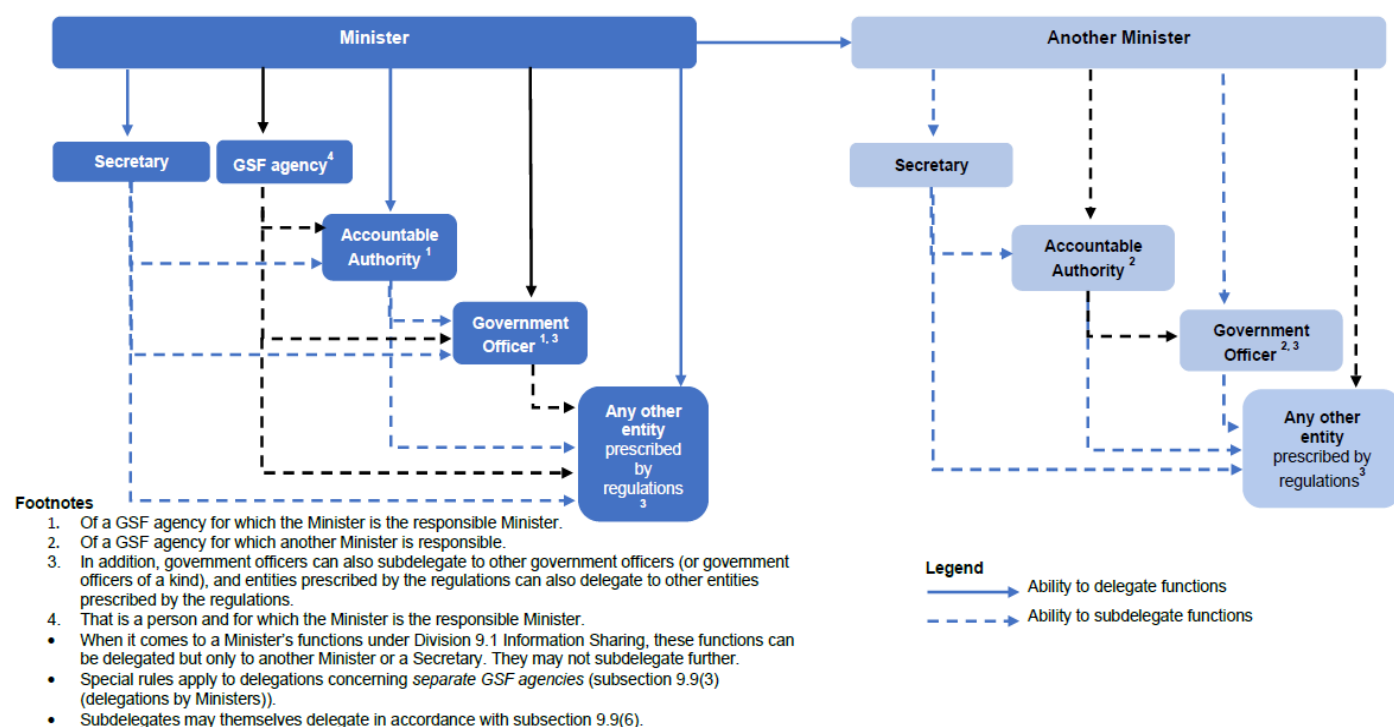 Minister
Another Minister
Secretary
GSF agency4
Secretary
Accountable
Authority 1
Accountable
Authority 2
Government
Officer 1, 3
Government
Officer 2, 3
Any other
entity
prescribed
by
regulations
3
Any other
entity
prescribed by
regulations3
Footnotes
1. Of a GSF agency for which the Minister is the responsible Minister.
2. Of a GSF agency for which another Minister is responsible.
3. In addition, government officers can also subdelegate to other government officers (or government
officers of a kind), and entities prescribed by the regulations can also delegate to other entities
prescribed by the regulations.
4. That is a person and for which the Minister is the responsible Minister.
• When it comes to a Minister's functions under Division 9.1 Information Sharing, these functions can
be delegated but only to another Minister or a Secretary. They may not subdelegate further.
• Special rules apply to delegations concerning separate GSF agencies (subsection 9.9(3)
(delegations by Ministers)).
• Subdelegates may themselves delegate in accordance with subsection 9.9(6).
Legend
Ability to delegate functions
Ability to subdelegate functions